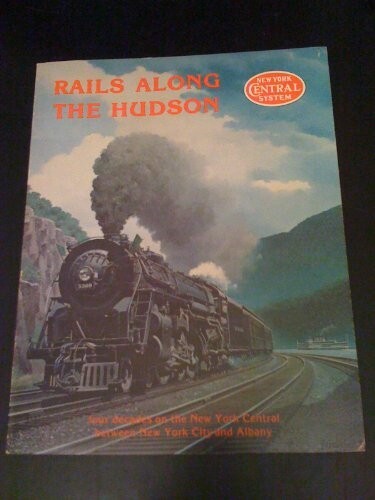 RAILS ALONG
THE HUDSON
NEW YORK
CENTRAL
SYSTEM
four decades on the New York Central
between New York City and Albany